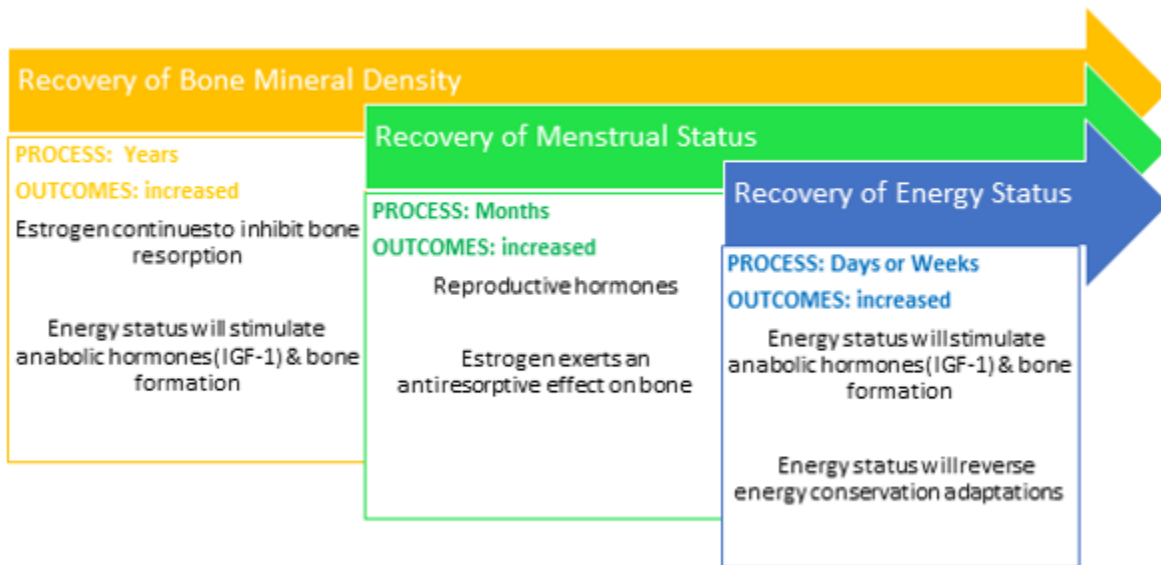 Recovery of Bone Mineral Density
PROCESS: Years
OUTCOMES: increased
Estrogen continuesto inhibit bone
resorption
Energy status will stimulate
anabolic hormones(IGF-1) & bone
formation
Recovery of Menstrual Status
PROCESS: Months
OUTCOMES: increased
Reproductive hormones
Estrogen exerts an
antiresorptive effect on bone
Recovery of Energy Status
PROCESS: Days or Weeks
OUTCOMES: increased
Energy status will stimulate
anabolic hormones(IGF-1) & bone
formation
Energy status will reverse
energy conservation adaptations